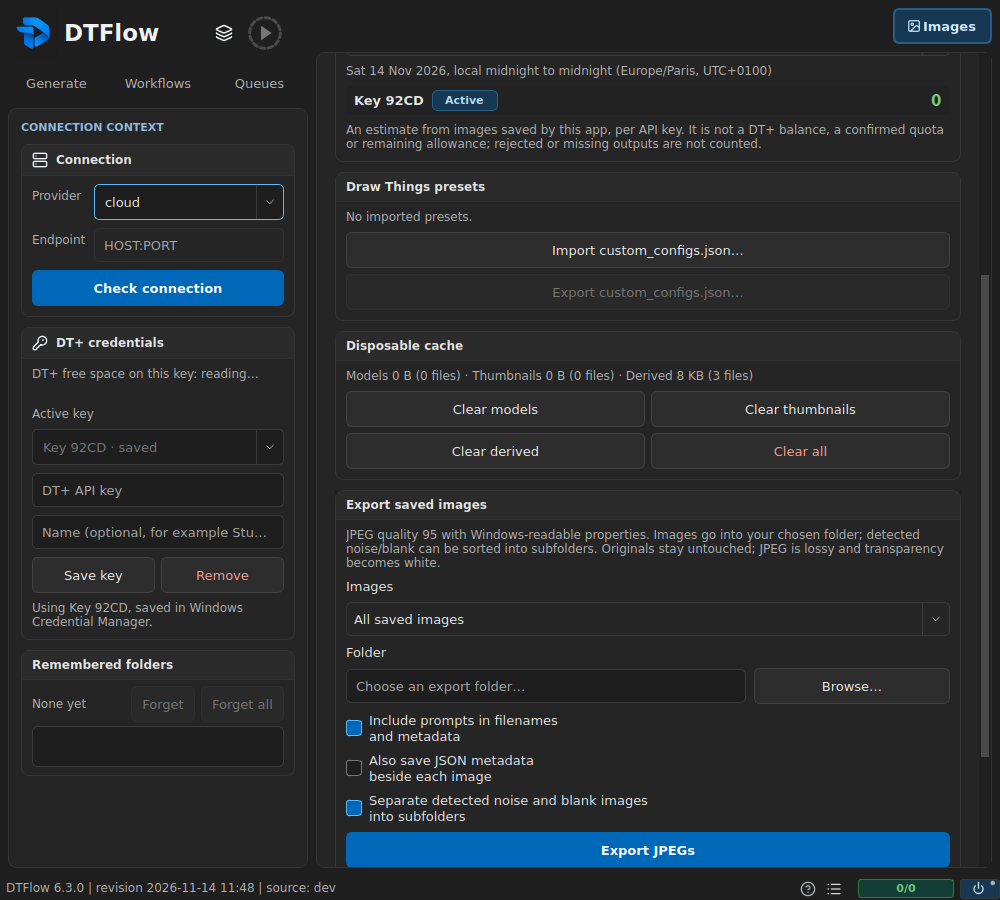 DTFlow
Images
Generate
Workflows
Queues
CONNECTION CONTEXT
Connection
Provider
cloud
Endpoint
HOST:PORT
Check connection
DT+ credentials
DT+ free space on this key: reading…
Active key
Key 92CD · saved
DT+ API key
Name (optional, for example Stu…
Save key
Remove
Using Key 92CD, saved in Windows
Credential Manager.
Remembered folders
None yet
Forget
Forget all
Sat 14 Nov 2026, local midnight to midnight (Europe/Paris, UTC+0100)
Key 92CD
Active
0
An estimate from images saved by this app, per API key. It is not a DT+ balance, a confirmed quota
or remaining allowance; rejected or missing outputs are not counted.
Draw Things presets
No imported presets.
Import custom_configs.json…
Export custom_configs.json…
Disposable cache
Models 0 B (0 files) · Thumbnails 0 B (0 files) · Derived 8 KB (3 files)
Clear models
Clear thumbnails
Clear derived
Clear all
Export saved images
JPEG quality 95 with Windows-readable properties. Images go into your chosen folder; detected
noise/blank can be sorted into subfolders. Originals stay untouched; JPEG is lossy and transparency
becomes white.
Images
All saved images
Folder
Choose an export folder…
Browse…
Include prompts in filenames
and metadata
Also save JSON metadata
beside each image
Separate detected noise and blank images
into subfolders
Export JPEGs
DTFlow 6.3.0 | revision 2026-11-14 11:48 | source: dev
0/0